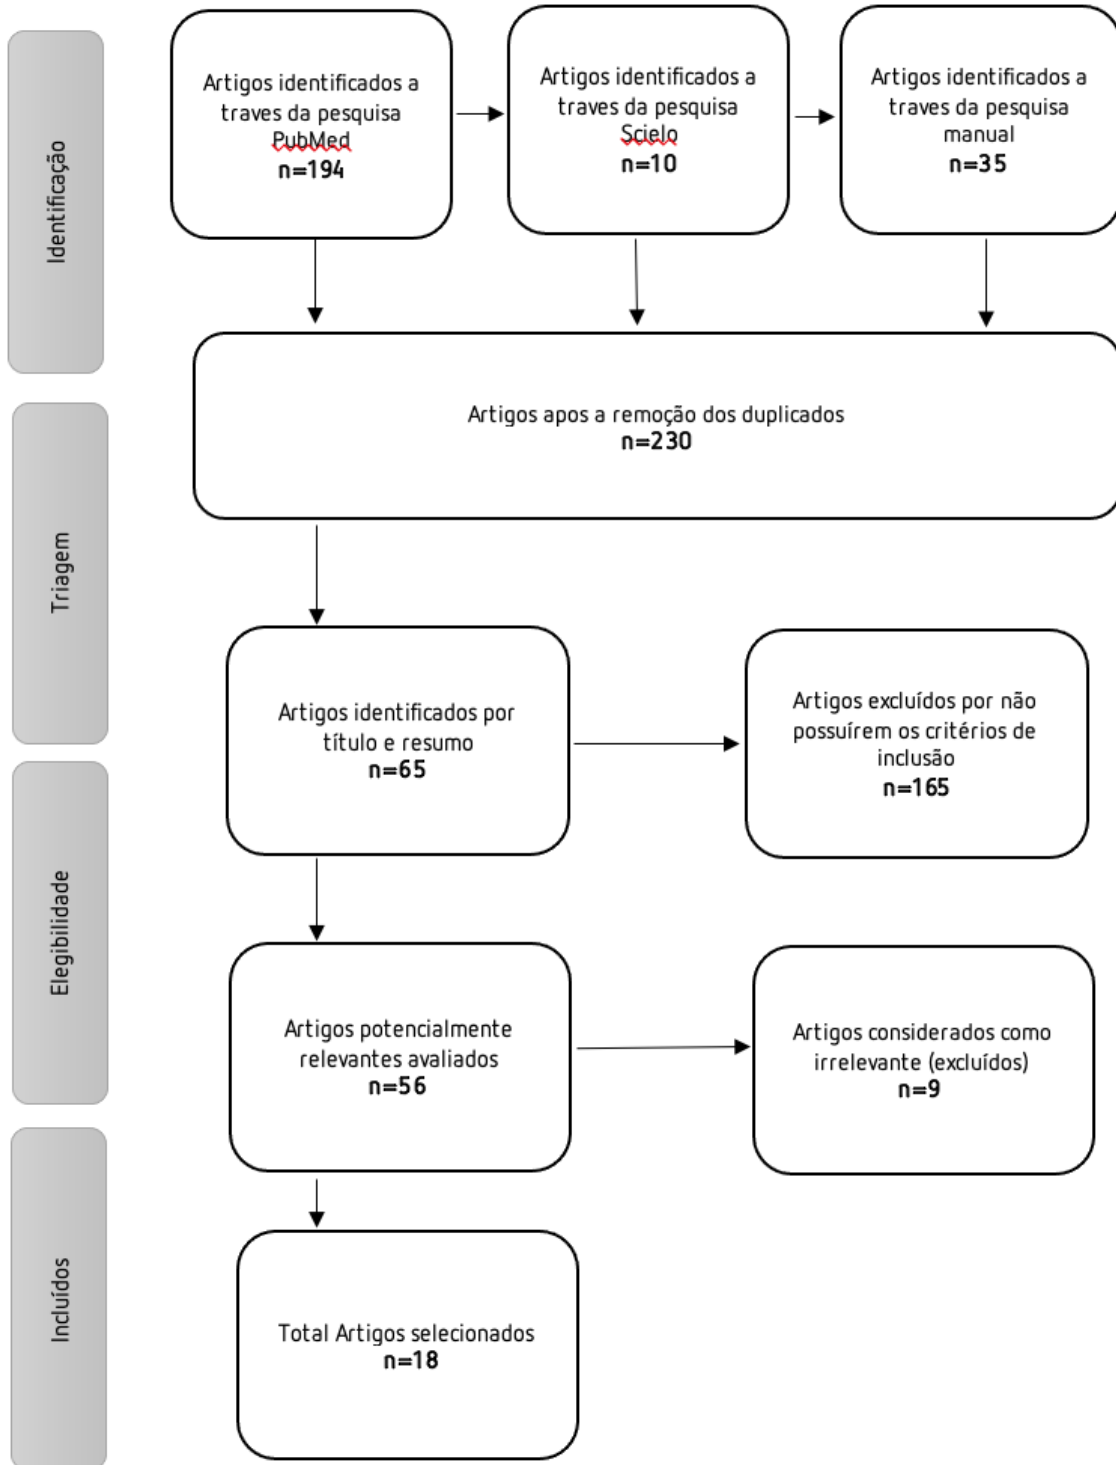 Identificação
Artigos identificados a
traves da pesquisa
PubMed
n=194
Artigos identificados a
traves da pesquisa
Scielo
n=10
Artigos identificados a
traves da pesquisa
manual
n=35
Artigos apos a remoção dos duplicados
n=230
Triagem
Artigos identificados por
título e resumo
n=65
Artigos excluídos por não
possuírem os critérios de
inclusão
n=165
Elegibilidade
Artigos potencialmente
relevantes avaliados
n=56
Artigos considerados como
irrelevante (excluídos)
n=9
Incluídos
Total Artigos selecionados
n=18